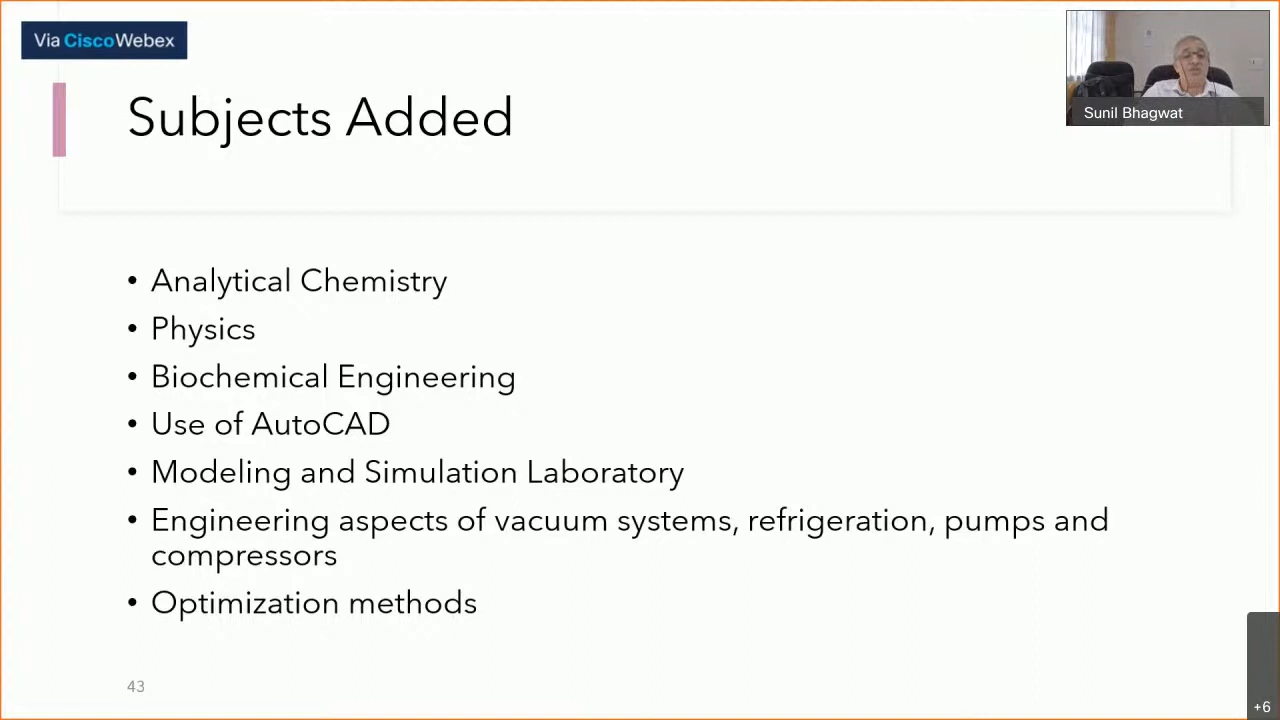 Via CiscoWebex
Sunil Bhagwat
Subjects Added
• Analytical Chemistry
• Physics
• Biochemical Engineering
• Use of AutoCAD
• Modeling and Simulation Laboratory
• Engineering aspects of vacuum systems, refrigeration, pumps and
compressors
• Optimization methods
43
+6